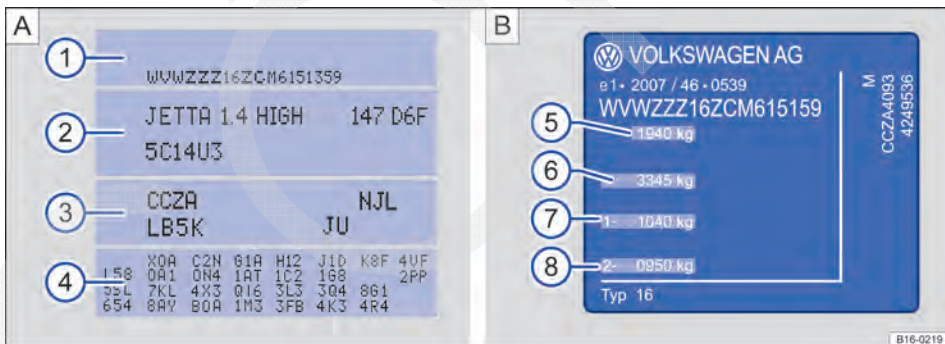 A
1
WVWZZZ16ZCM6151359
2
JETTA 1.4 HIGH 147 D6F
5C14U3
3
CCZA NJL
LB5K JU
4
X0A C2N G1A H12 J1D K8F 4UF
L58 0A1 0N4 1AT 1C2 1G8 2PP
55L 7KL 4X3 QI6 3L3 3Q4 8G1
654 8AY B0A 1M3 3FB 4K3 4R4
B
VOLKSWAGEN AG
e1• 2007 / 46 • 0539
WVWZZZ16ZCM615159
5
1940 kg
6
- 3345 kg
7
1- 1040 kg
8
2- 0950 kg
Typ 16
M
CCZA4093
4249536
B16-0219